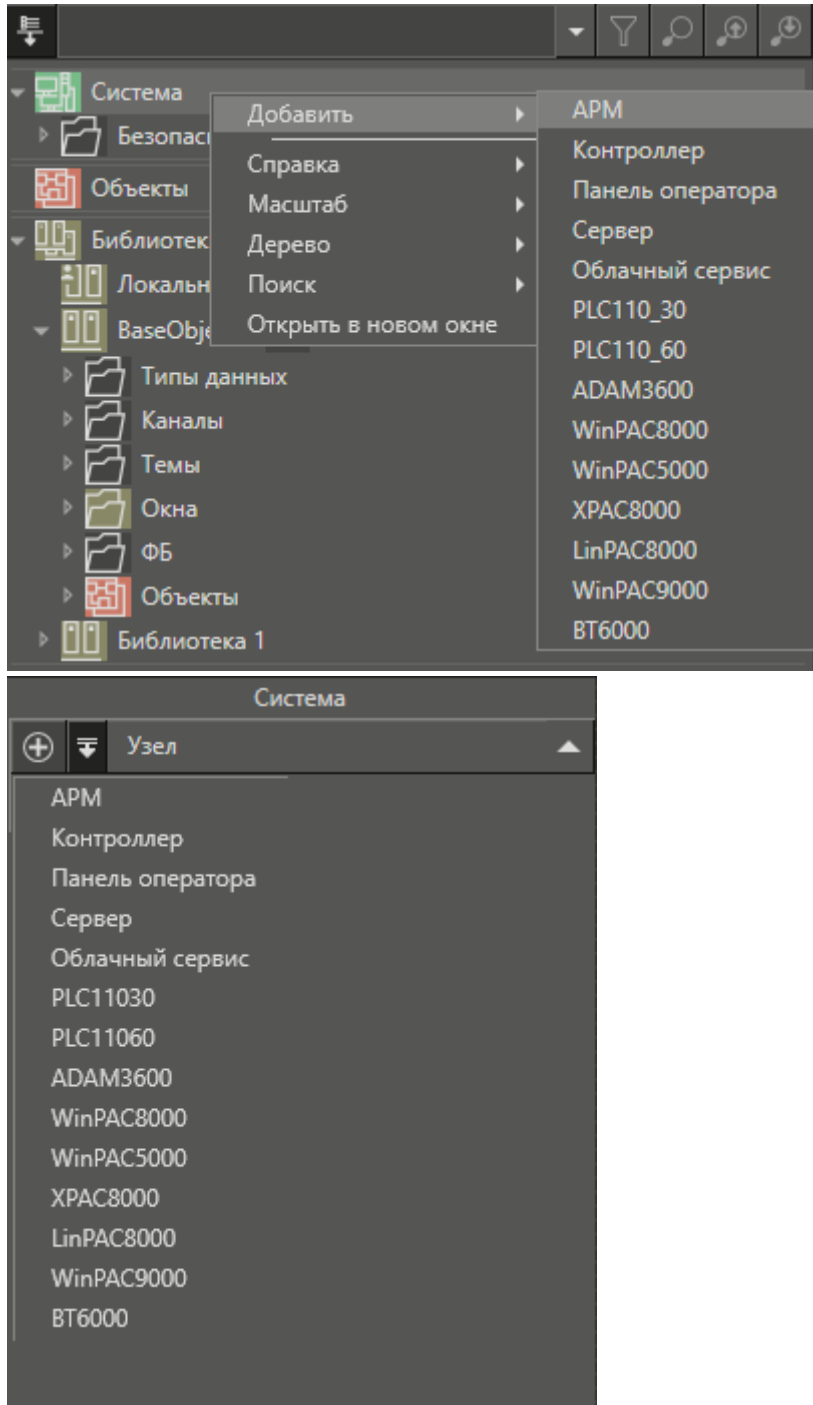 Система
Безопас
Объекты
Библиотек
Локальн
BaseObje
Типы данных
Каналы
Темы
Окна
ФБ
Объекты
Библиотека 1
Добавить
Справка
Масштаб
Дерево
Поиск
Открыть в новом окне
АРМ
Контроллер
Панель оператора
Сервер
Облачный сервис
PLC110_30
PLC110_60
ADAM3600
WinPAC8000
WinPAC5000
XPAC8000
LinPAC8000
WinPAC9000
BT6000
Система
Узел
АРМ
Контроллер
Панель оператора
Сервер
Облачный сервис
PLC11030
PLC11060
ADAM3600
WinPAC8000
WinPAC5000
XPAC8000
LinPAC8000
WinPAC9000
BT6000